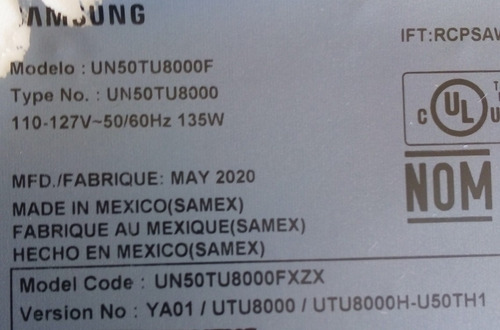 SAMSUNG
IFT:RCPSAW
Modelo : UN50TU8000F
Type No. : UN50TU8000
110-127V~50/60Hz 135W
C UL U
MFD./FABRIQUE: MAY 2020
NOM
MADE IN MEXICO(SAMEX)
FABRIQUE AU MEXIQUE(SAMEX)
HECHO EN MEXICO(SAMEX)
Model Code : UN50TU8000FXZX
Version No : YA01 / UTU8000 / UTU8000H-U50TH1